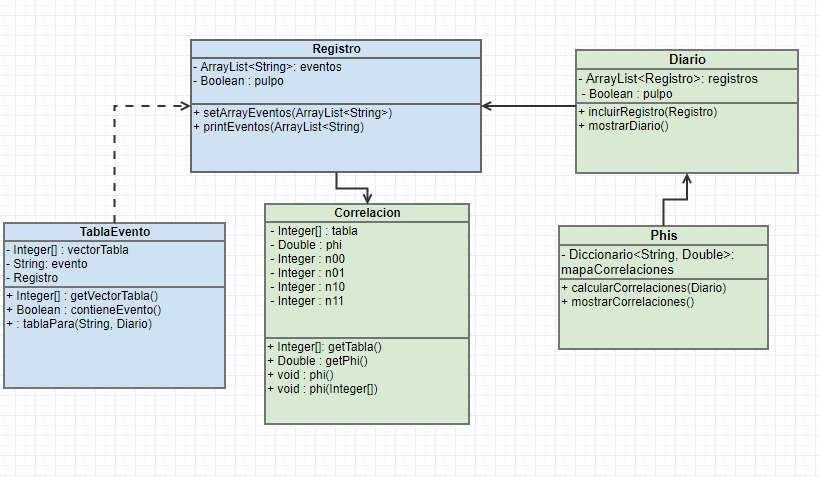 Registro
- ArrayList<String>: eventos
- Boolean : pulpo
+ setArrayEventos(ArrayList<String>)
+ printEventos(ArrayList<String)
Diario
- ArrayList<Registro>: registros
- Boolean : pulpo
+ incluirRegistro(Registro)
+ mostrarDiario()
TablaEvento
- Integer[] : vectorTabla
- String: evento
- Registro
+ Integer[] : getVectorTabla()
+ Boolean : contieneEvento()
+ : tablaPara(String, Diario)
Correlacion
- Integer[] : tabla
- Double : phi
- Integer : n00
- Integer : n01
- Integer : n10
- Integer : n11
+ Integer[]: getTabla()
+ Double : getPhi()
+ void : phi()
+ void : phi(Integer[])
Phis
- Diccionario<String, Double>:
mapaCorrelaciones
+ calcularCorrelaciones(Diario)
+ mostrarCorrelaciones()